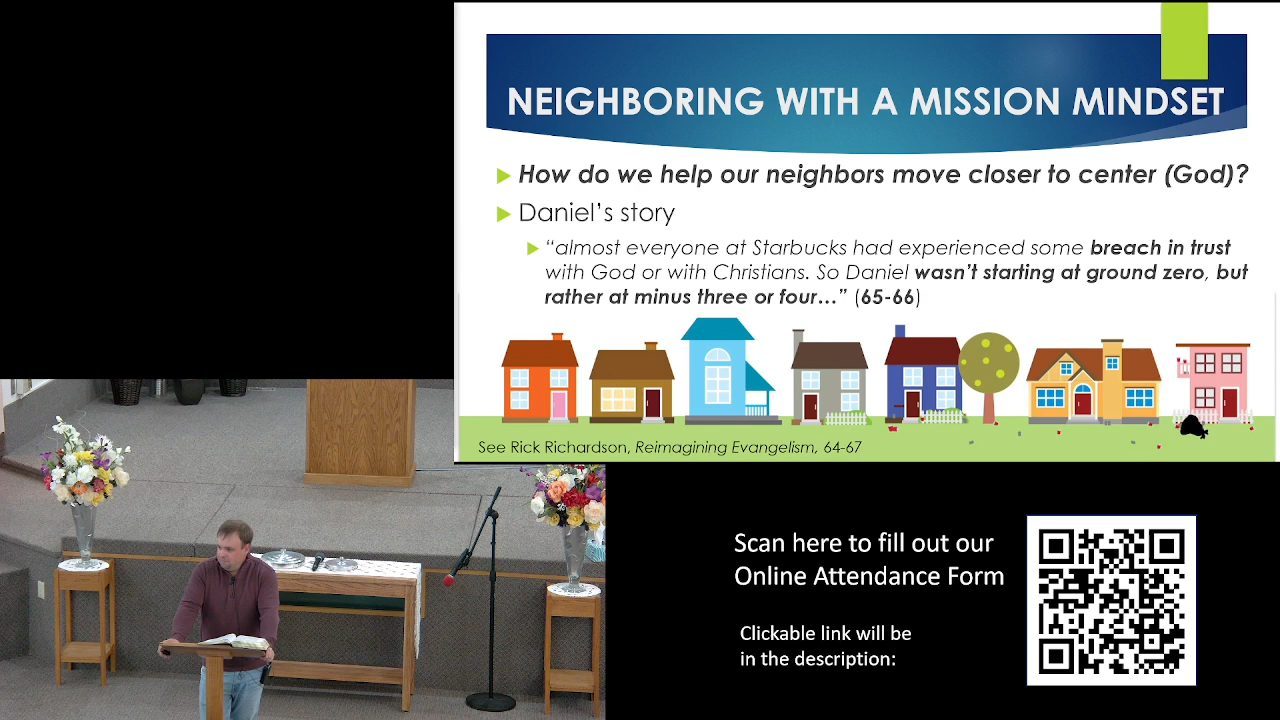 NEIGHBORING WITH A MISSION MINDSET
How do we help our neighbors move closer to center (God)?
Daniel's story
“almost everyone at Starbucks had experienced some breach in trust
with God or with Christians. So Daniel wasn't starting at ground zero, but
rather at minus three or four…” (65-66)
See Rick Richardson, Reimagining Evangelism, 64-67
Scan here to fill out our
Online Attendance Form
Clickable link will be
in the description: